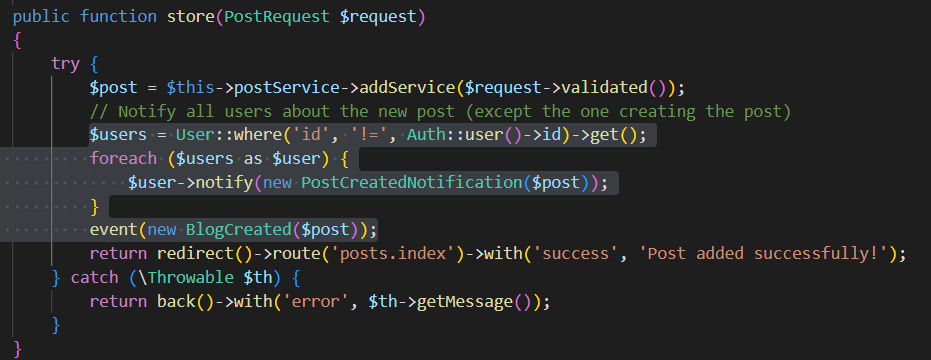 public function store(PostRequest $request)
{
try {
$post = $this->postService->addService($request->validated());
// Notify all users about the new post (except the one creating the post)
$users = User::where('id', '!=', Auth::user()->id)->get();
foreach ($users as $user) {
$user->notify(new PostCreatedNotification($post));
}
event(new BlogCreated($post));
return redirect()->route('posts.index')->with('success', 'Post added successfully!');
} catch (\Throwable $th) {
return back()->with('error', $th->getMessage());
}
}